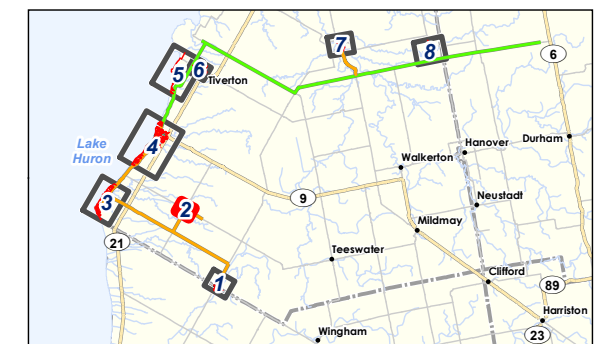 7
8
6
5
6
Tiverton
4
Lake
Huron
Hanover
Durham
Walkerton
9
3
2
Neustadt
Mildmay
21
Teeswater
1
Clifford
89
Harriston
Wingham
23